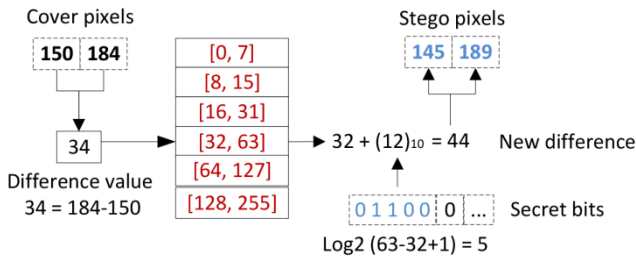 Cover pixels
150 184
34
Difference value
34 = 184-150
[0, 7]
[8, 15]
[16, 31]
[32, 63]
[64, 127]
[128, 255]
Stego pixels
145 189
32 + (12)10 = 44 New difference
0 1 1 0 0 0 ... Secret bits
Log2 (63-32+1) = 5